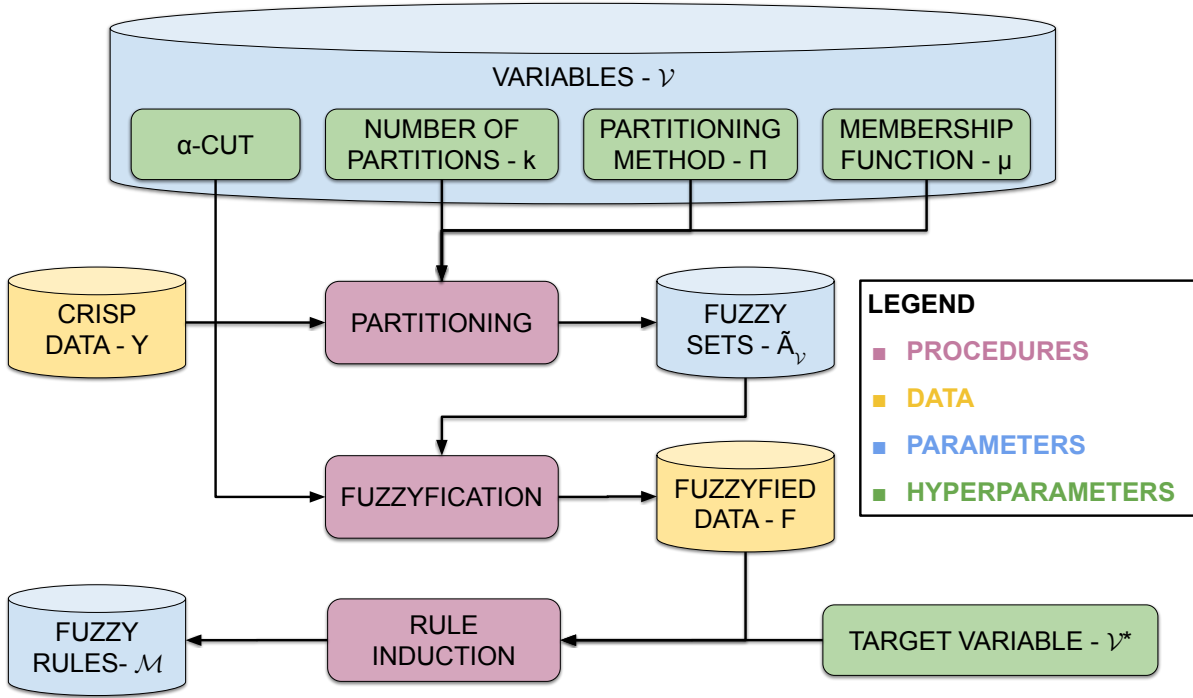 VARIABLES - 𝒱
α-CUT
NUMBER OF
PARTITIONS - k
PARTITIONING
METHOD - Π
MEMBERSHIP
FUNCTION - μ
CRISP
DATA - Y
PARTITIONING
FUZZY
SETS - Ã𝒱
LEGEND
PROCEDURES
DATA
PARAMETERS
HYPERPARAMETERS
FUZZYFICATION
FUZZYFIED
DATA - F
FUZZY
RULES- ℳ
RULE
INDUCTION
TARGET VARIABLE - 𝒱*